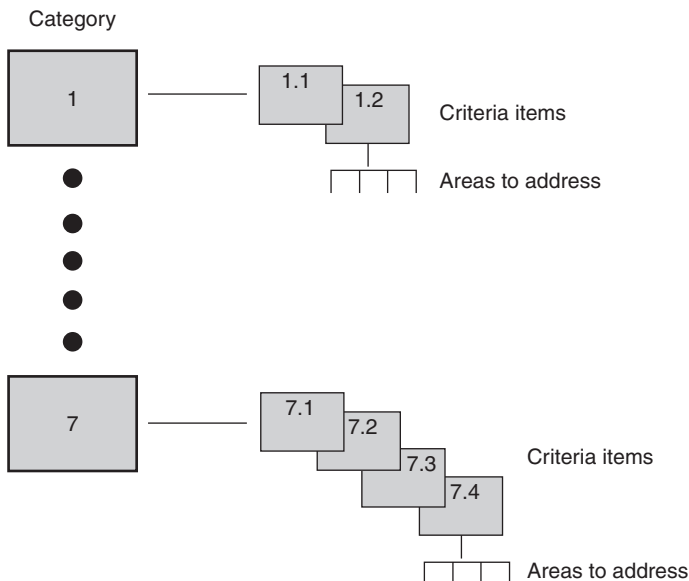 Category
1
1.1
1.2
Criteria items
Areas to address
7
7.1
7.2
7.3
7.4
Criteria items
Areas to address